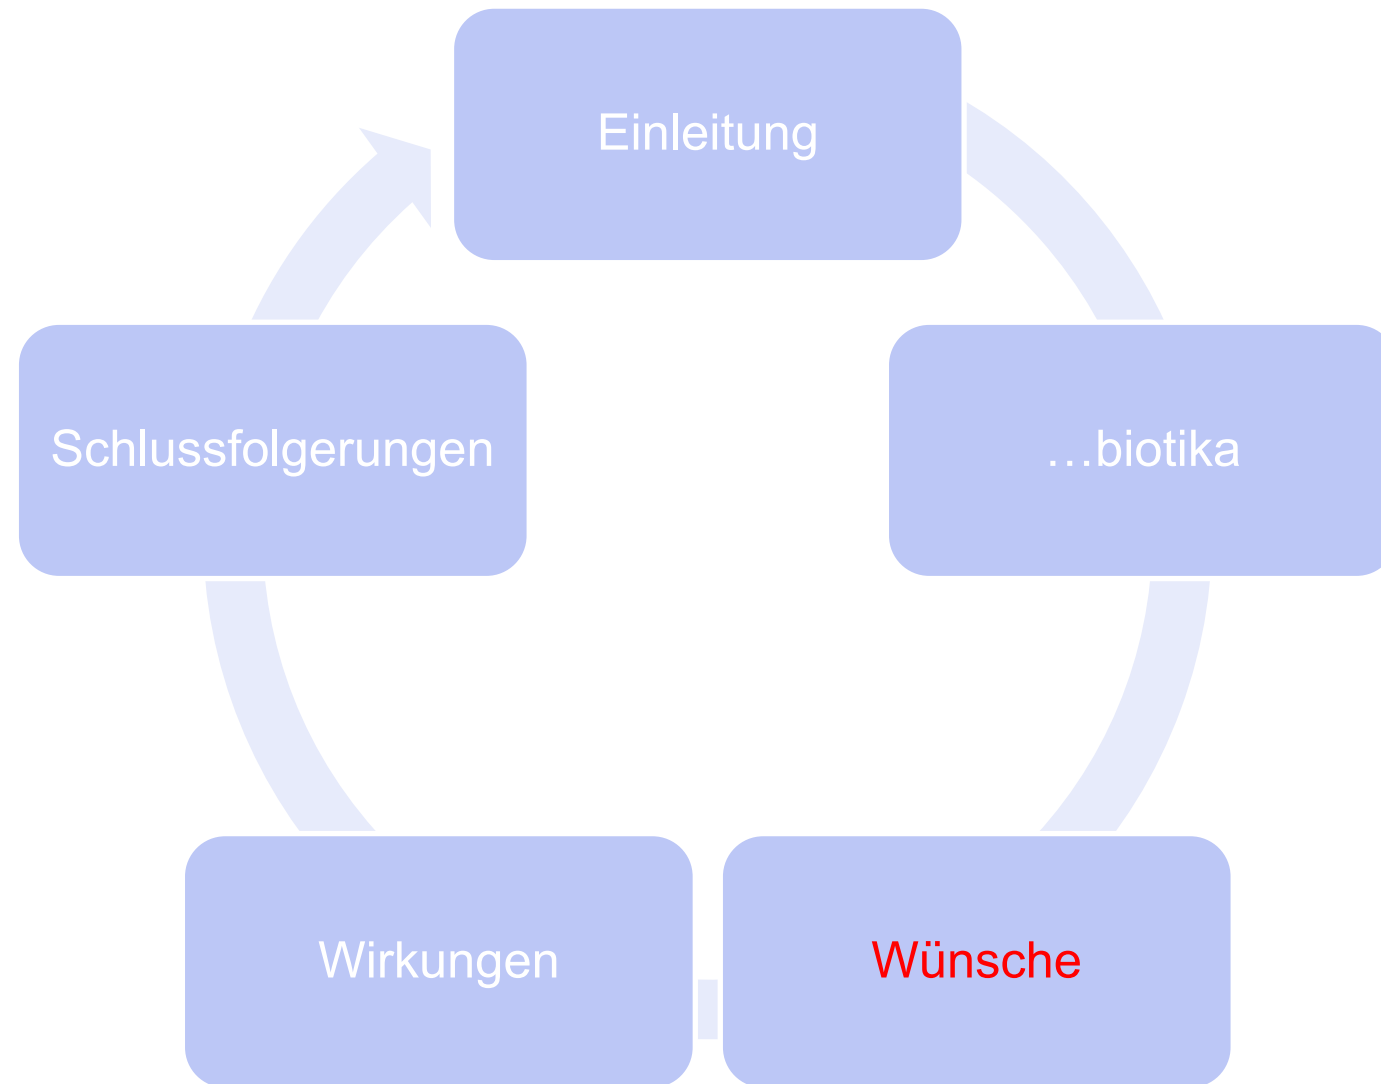 Einleitung
…biotika
Wünsche
Wirkungen
Schlussfolgerungen